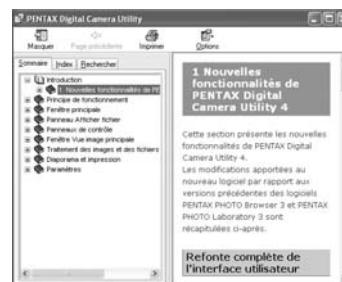 PENTAX Digital Camera Utility
Masquer Page précédente Imprimer Options
Sommaire Index Rechercher
Introduction
1 Nouvelles fonctionnalités de PE
Principe de fonctionnement
Fenêtre principale
Panneau Afficher fichier
Panneaux de contrôle
Fenêtre Vue image principale
Traitement des images et des fichiers
Diaporama et impression
Paramètres
1 Nouvelles
fonctionnalités de
PENTAX Digital
Camera Utility 4
Cette section présente les nouvelles
fonctionnalités de PENTAX Digital
Camera Utility 4.
Les modifications apportées au
nouveau logiciel par rapport aux
versions précédentes des logiciels
PENTAX PHOTO Browser 3 et PENTAX
PHOTO Laboratory 3 sont
récapitulées ci-après.
Refonte complète de
l'interface utilisateur